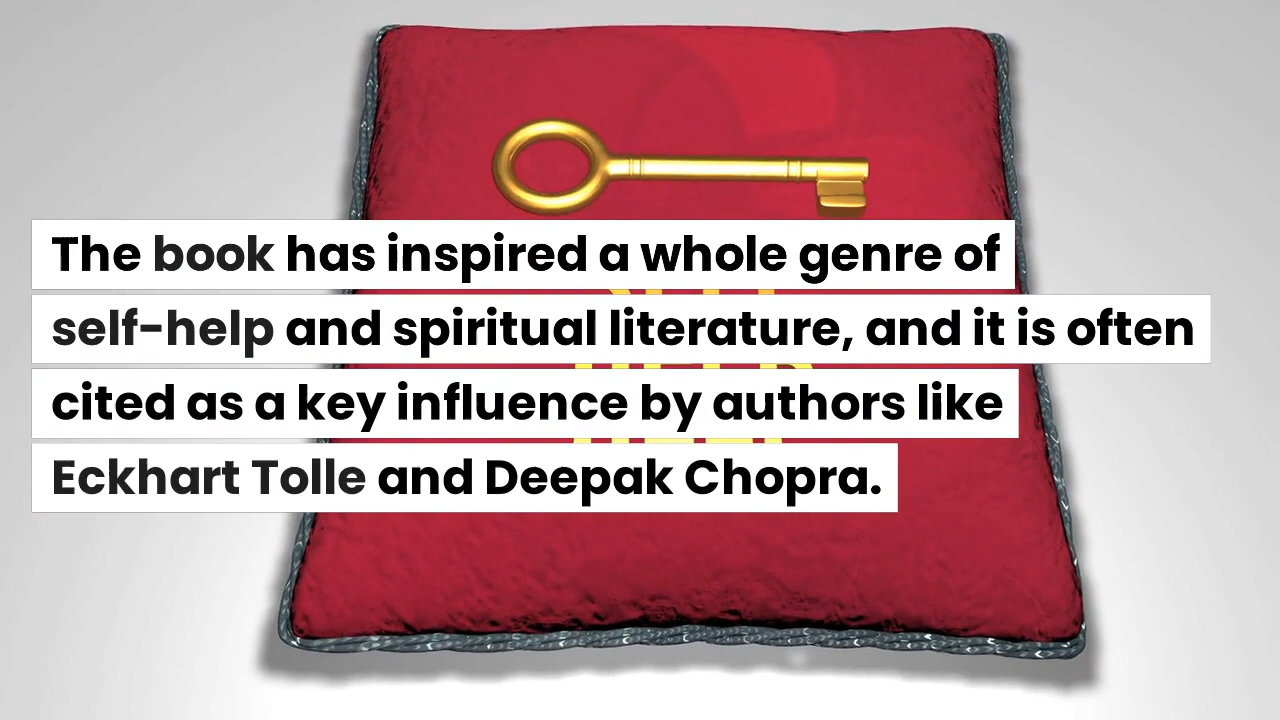 The book has inspired a whole genre of
self-help and spiritual literature, and it is often
cited as a key influence by authors like
Eckhart Tolle and Deepak Chopra.